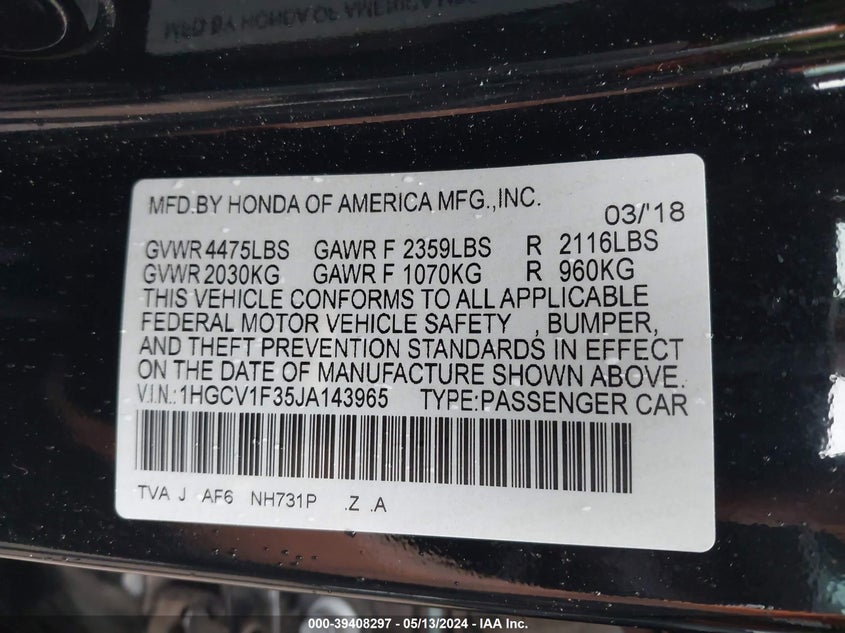 MFD.BY HONDA OF AMERICA MFG.,INC. 03/'18
GVWR 4475LBS GAWR F 2359LBS R 2116LBS
GVWR 2030KG GAWR F 1070KG R 960KG
THIS VEHICLE CONFORMS TO ALL APPLICABLE
FEDERAL MOTOR VEHICLE SAFETY , BUMPER,
AND THEFT PREVENTION STANDARDS IN EFFECT
ON THE DATE OF MANUFACTURE SHOWN ABOVE.
V.I.N.:1HGCV1F35JA143965 TYPE:PASSENGER CAR
TVA J AF6 NH731P .Z .A
000-39408297 - 05/13/2024 - IAA Inc.